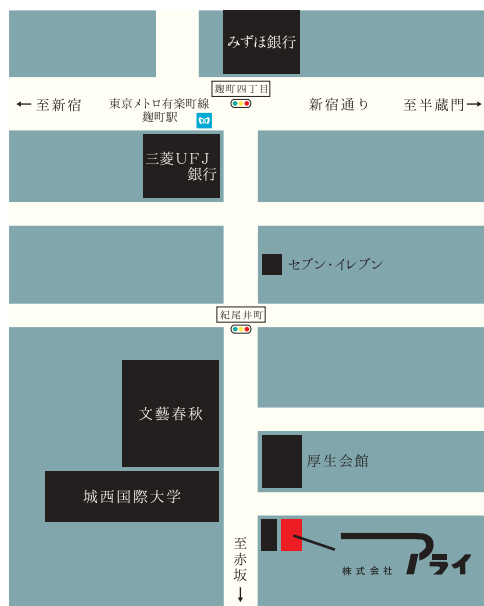 みずほ銀行
麹町四丁目
←至新宿
東京メトロ有楽町線
麹町駅
新宿通り
至半蔵門→
三菱UFJ
銀行
セブン・イレブン
紀尾井町
文藝春秋
厚生会館
城西国際大学
至赤坂↓
株式会社アライ